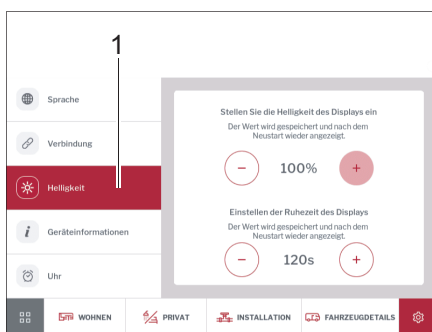 1
Sprache
Verbindung
Helligkeit
Geräteinformationen
Uhr
Stellen Sie die Helligkeit des Displays ein
Der Wert wird gespeichert und nach dem
Neustart wieder angezeigt.
− 100% +
Einstellen der Ruhezeit des Displays
Der Wert wird gespeichert und nach dem
Neustart wieder angezeigt.
− 120s +
WOHNEN PRIVAT INSTALLATION FAHRZEUGDETAILS